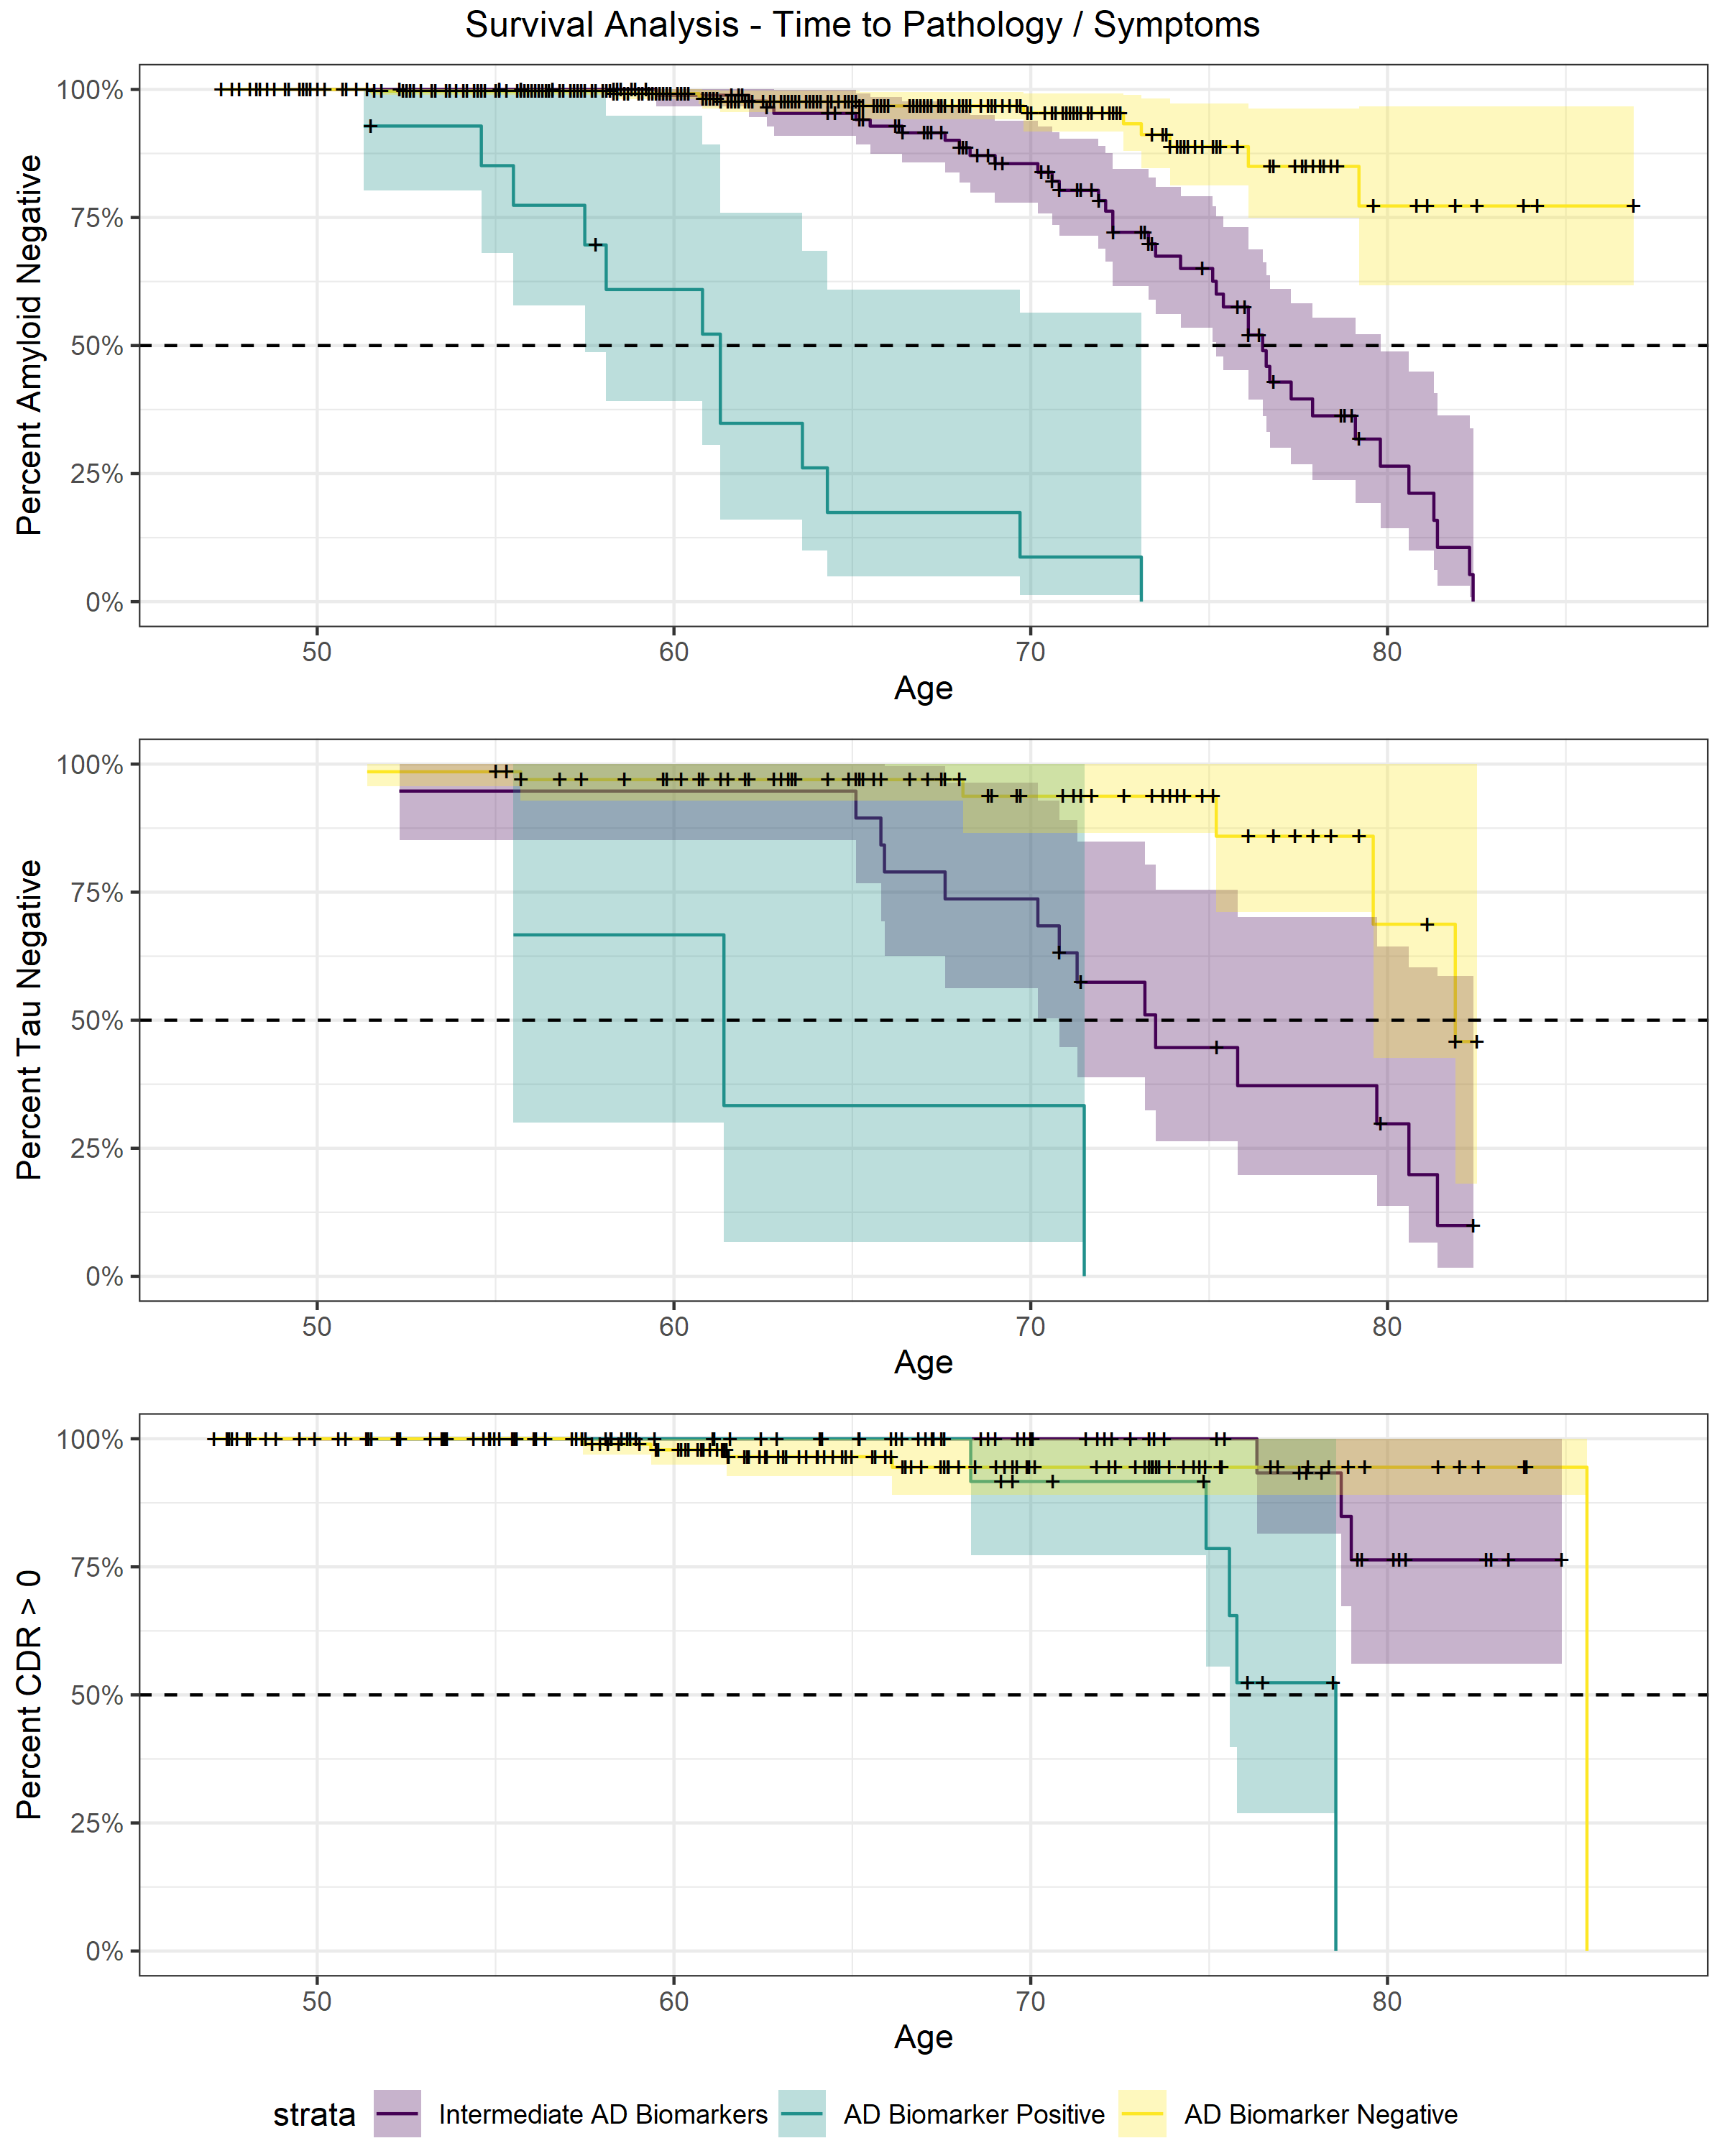 Survival Analysis - Time to Pathology / Symptoms
Percent Amyloid Negative
100%
75%
50%
25%
0%
50 60 70 80
Age
Percent Tau Negative
100%
75%
50%
25%
0%
50 60 70 80
Age
Percent CDR > 0
100%
75%
50%
25%
0%
50 60 70 80
Age
strata Intermediate AD Biomarkers AD Biomarker Positive AD Biomarker Negative